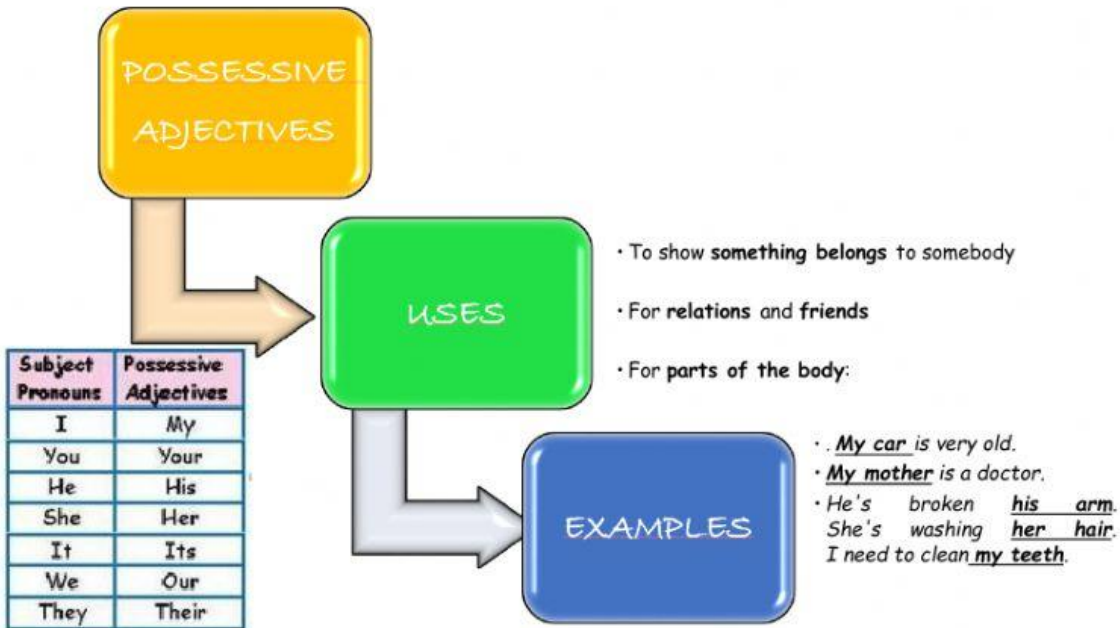 POSSESSIVE
ADJECTIVES
USES
· To show something belongs to somebody
· For relations and friends
· For parts of the body:
Subject Pronouns Possessive Adjectives
I My
You Your
He His
She Her
It Its
We Our
They Their
EXAMPLES
· . My car is very old.
· My mother is a doctor.
· He's broken his arm.
She's washing her hair.
I need to clean my teeth.